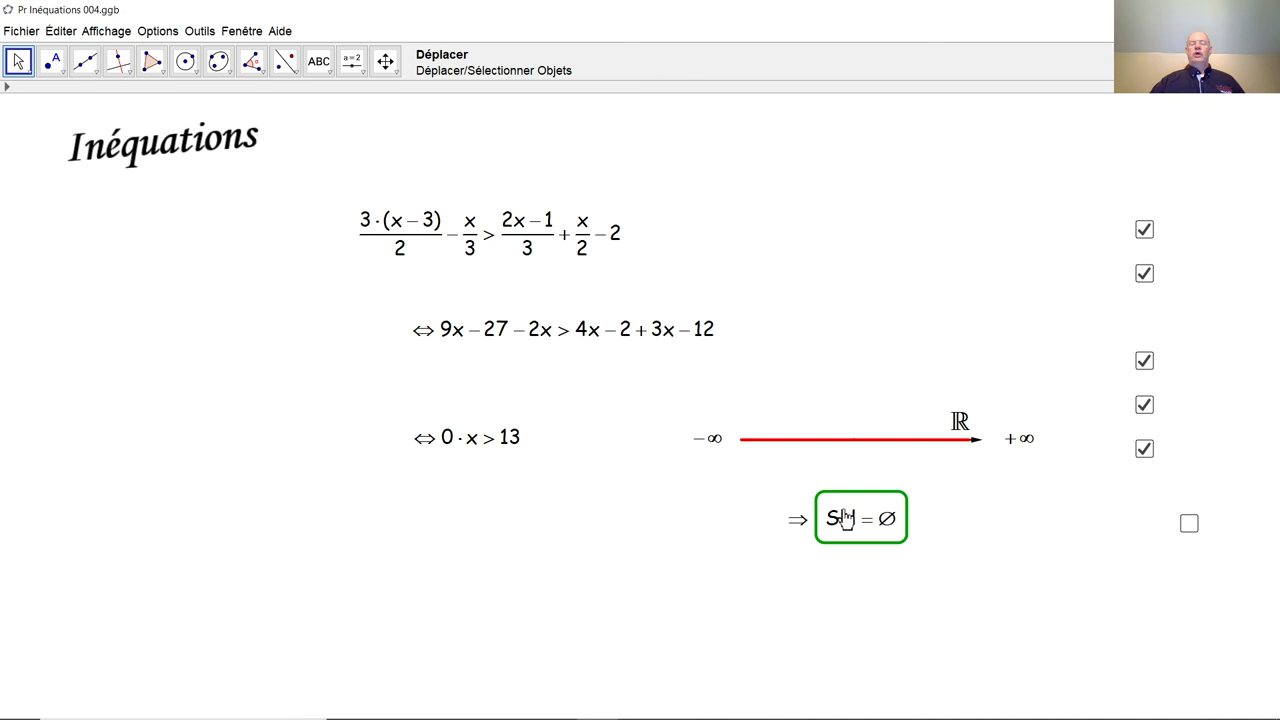 Pr Inéquations 004.ggb
Fichier Éditer Affichage Options Outils Fenêtre Aide
A
ABC
a=2
Déplacer
Déplacer/Sélectionner Objets
Inéquations
3·(x−3)/2 − x/3 > 2x−1/3 + x/2 − 2
⇔ 9x−27−2x > 4x−2+3x−12
⇔ 0·x > 13
−∞ ℝ +∞
⇒ S = ∅